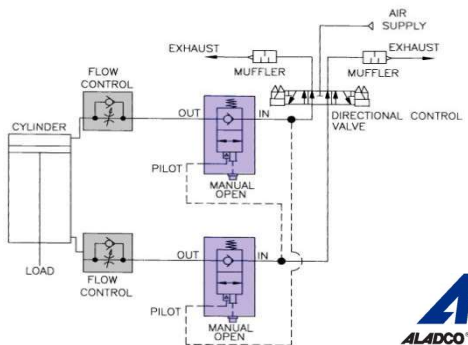 AIR
SUPPLY
EXHAUST
EXHAUST
MUFFLER
MUFFLER
FLOW
CONTROL
DIRECTIONAL CONTROL
VALVE
CYLINDER
OUT
IN
PILOT
MANUAL
OPEN
OUT
IN
LOAD
FLOW
CONTROL
PILOT
MANUAL
OPEN
ALADCO®